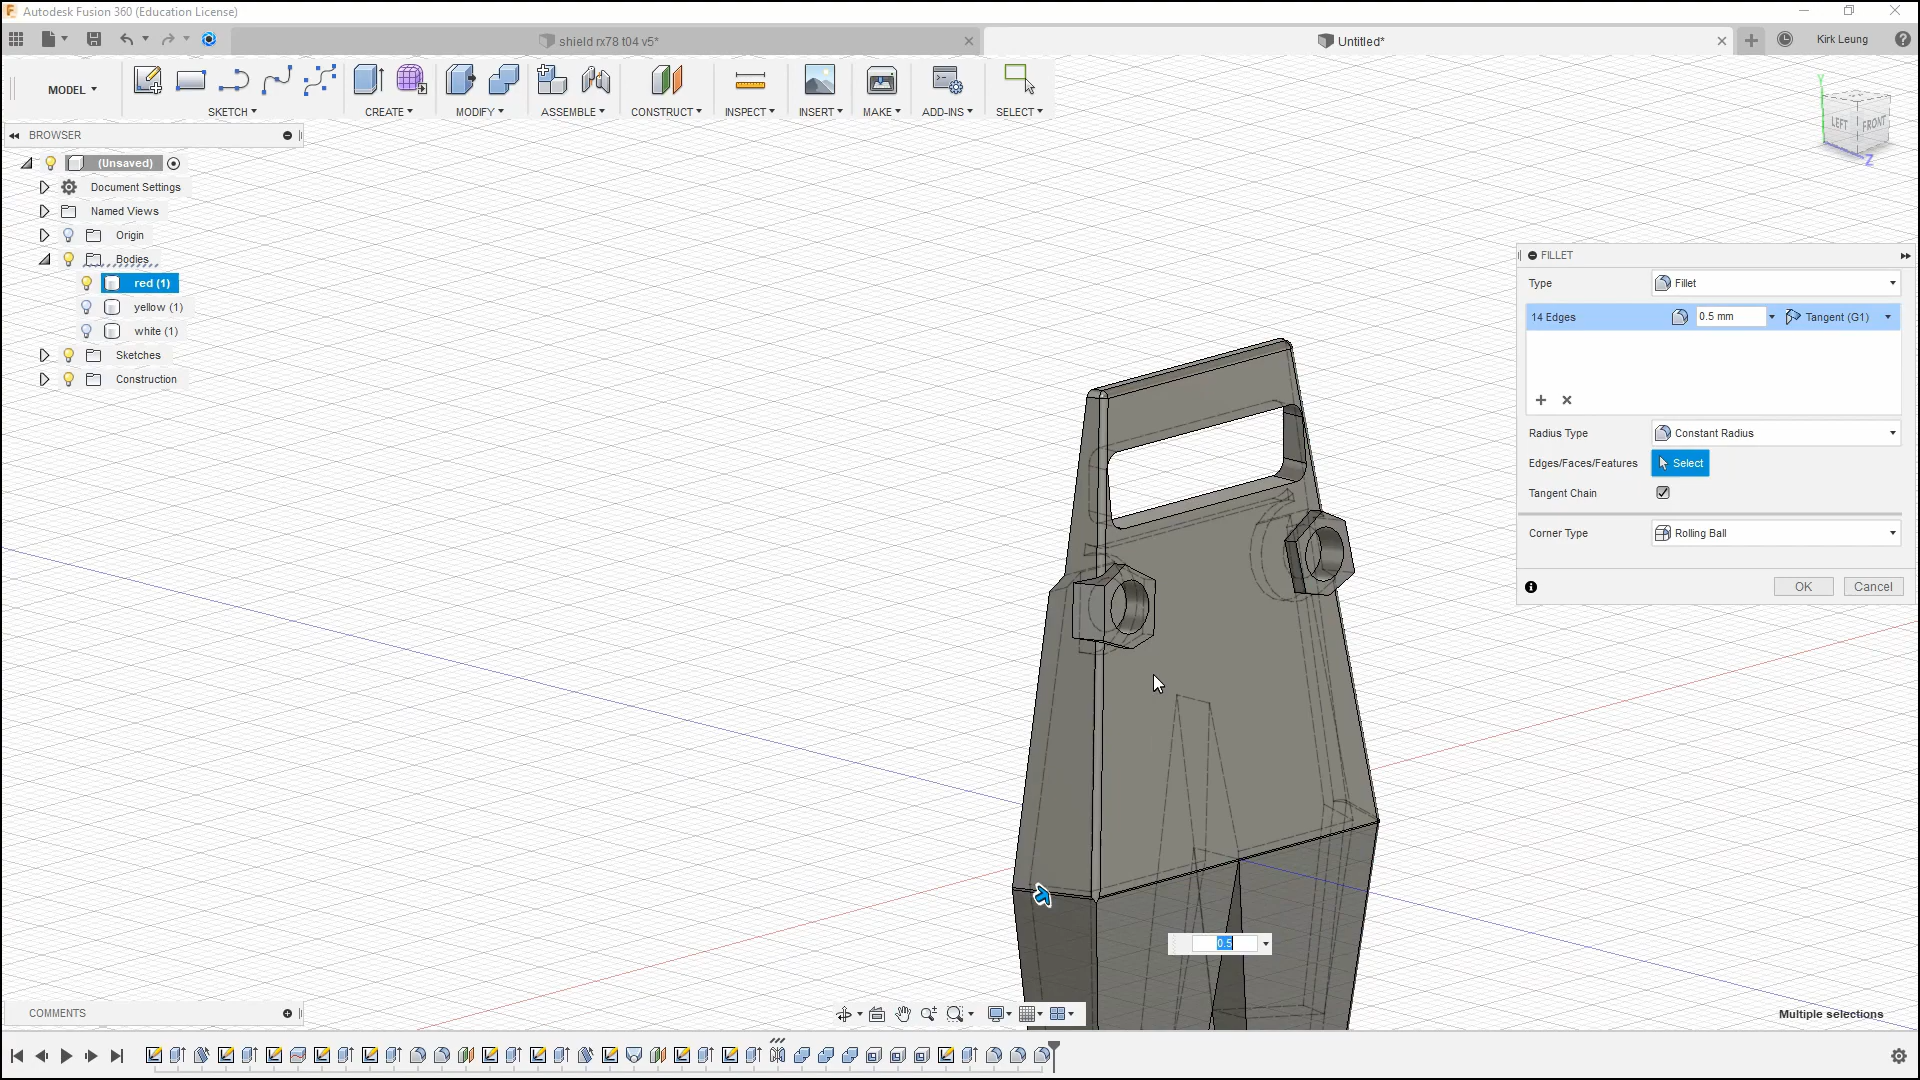 Autodesk Fusion 360 (Education License)
shield rx78 t04 v5*
Untitled*
Kirk Leung
MODEL
SKETCH
CREATE
MODIFY
ASSEMBLE
CONSTRUCT
INSPECT
INSERT
MAKE
ADD-INS
SELECT
Y
LEFT
FRONT
Z
BROWSER
(Unsaved)
Document Settings
Named Views
Origin
Bodies
red (1)
yellow (1)
white (1)
Sketches
Construction
FILLET
Type
Fillet
14 Edges
0.5 mm
Tangent (G1)
Radius Type
Constant Radius
Edges/Faces/Features
Select
Tangent Chain
Corner Type
Rolling Ball
OK
Cancel
0.5
COMMENTS
Multiple selections